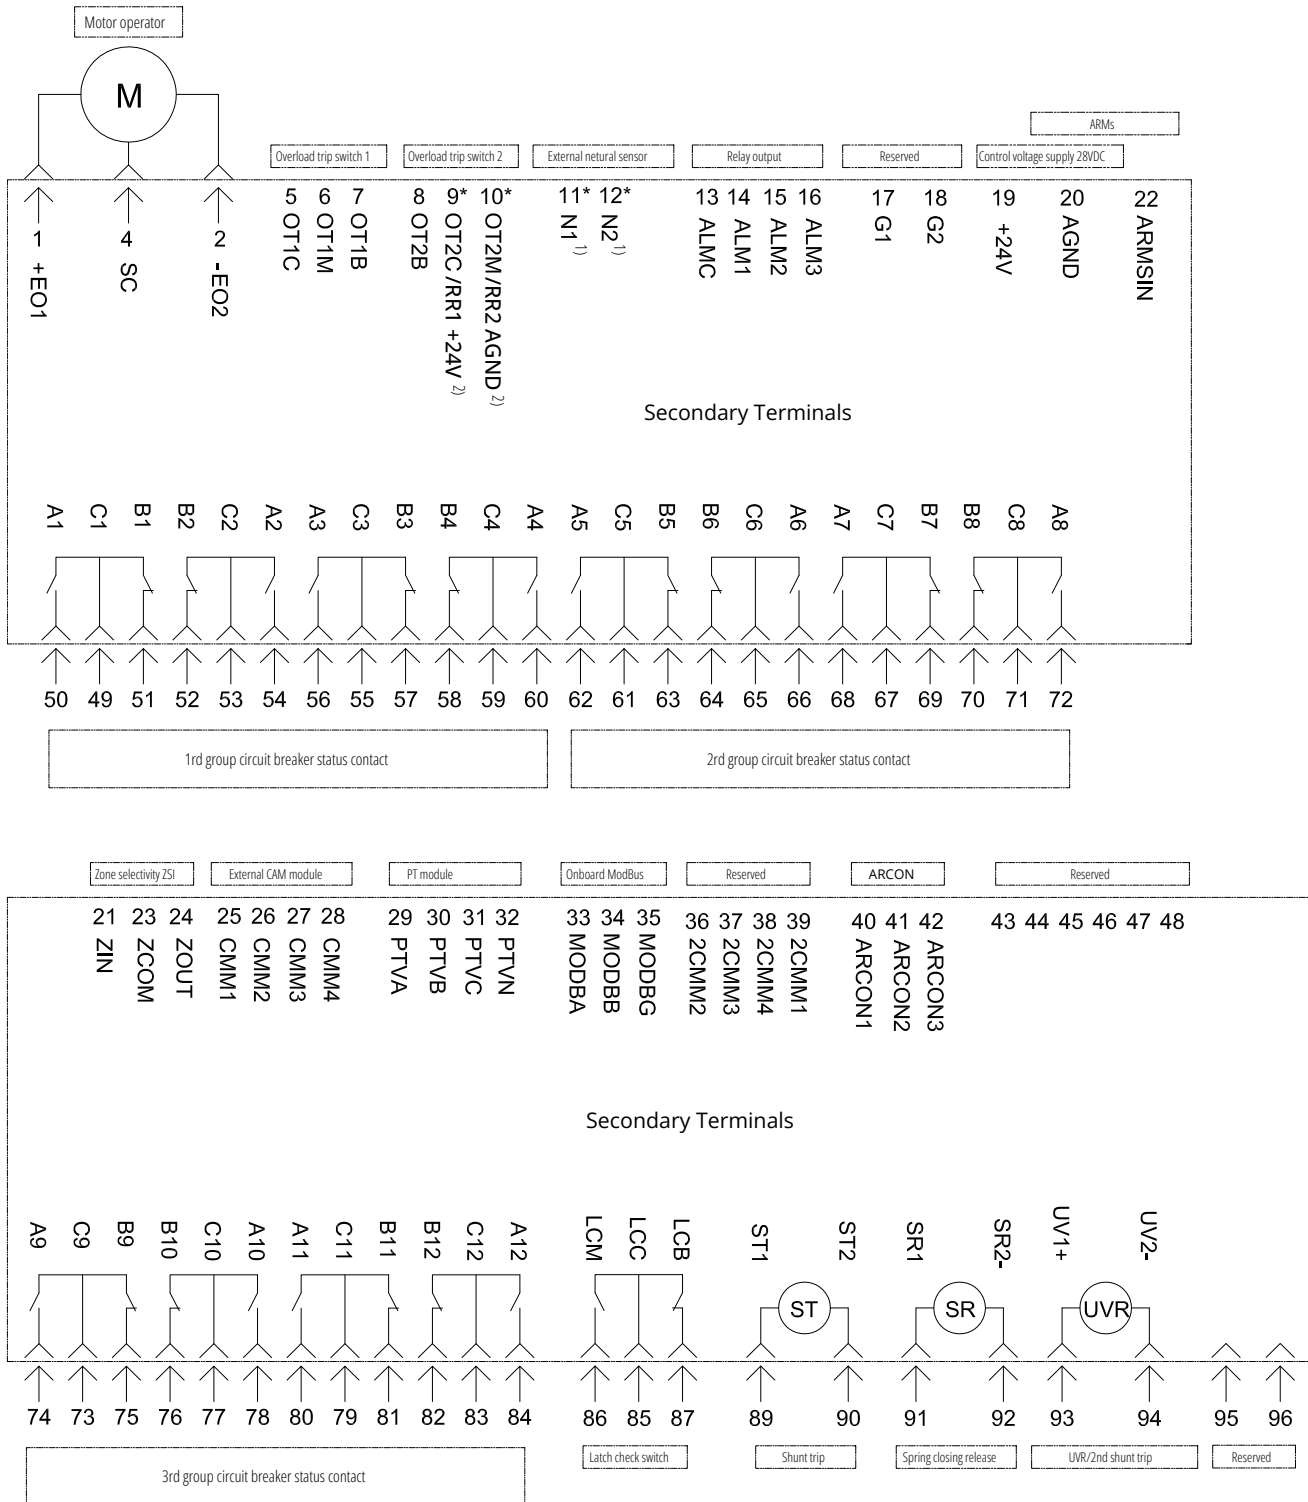 Motor operator
M
ARMs
Overload trip switch 1
Overload trip switch 2
External netural sensor
Relay output
Reserved
Control voltage supply 28VDC
1 +EO1
4 SC
2 -EO2
5 OT1C
6 OT1M
7 OT1B
8 OT2B
9* OT2C /RR1 +24V 2)
10* OT2M /RR2 AGND 2)
11* N1 1)
12* N2 1)
13 ALMC
14 ALM1
15 ALM2
16 ALM3
17 G1
18 G2
19 +24V
20 AGND
22 ARMSIN
Secondary Terminals
A1 C1 B1 B2 C2 A2 A3 C3 B3 B4 C4 A4 A5 C5 B5 B6 C6 A6 A7 C7 B7 B8 C8 A8
50 49 51 52 53 54 56 55 57 58 59 60 62 61 63 64 65 66 68 67 69 70 71 72
1rd group circuit breaker status contact
2rd group circuit breaker status contact
Zone selectivity ZSI
External CAM module
PT module
Onboard ModBus
Reserved
ARCON
Reserved
21 ZIN
23 ZCOM
24 ZOUT
25 CMM1
26 CMM2
27 CMM3
28 CMM4
29 PTVA
30 PTVB
31 PTVC
32 PTVN
33 MODBA
34 MODBB
35 MODBG
36 2CMM2
37 2CMM3
38 2CMM4
39 2CMM1
40 ARCON1
41 ARCON2
42 ARCON3
43 44 45 46 47 48
Secondary Terminals
A9 C9 B9 B10 C10 A10 A11 C11 B11 B12 C12 A12 LCM LCC LCB ST1 ST2 SR1 SR2- UV1+ UV2-
ST SR UVR
74 73 75 76 77 78 80 79 81 82 83 84 86 85 87 89 90 91 92 93 94 95 96
3rd group circuit breaker status contact
Latch check switch
Shunt trip
Spring closing release
UVR/2nd shunt trip
Reserved